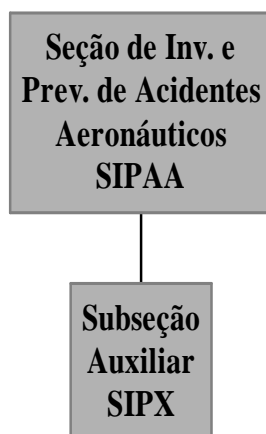 Seção de Inv. e
Prev. de Acidentes
Aeronáuticos
SIPAA
Subseção
Auxiliar
SIPX